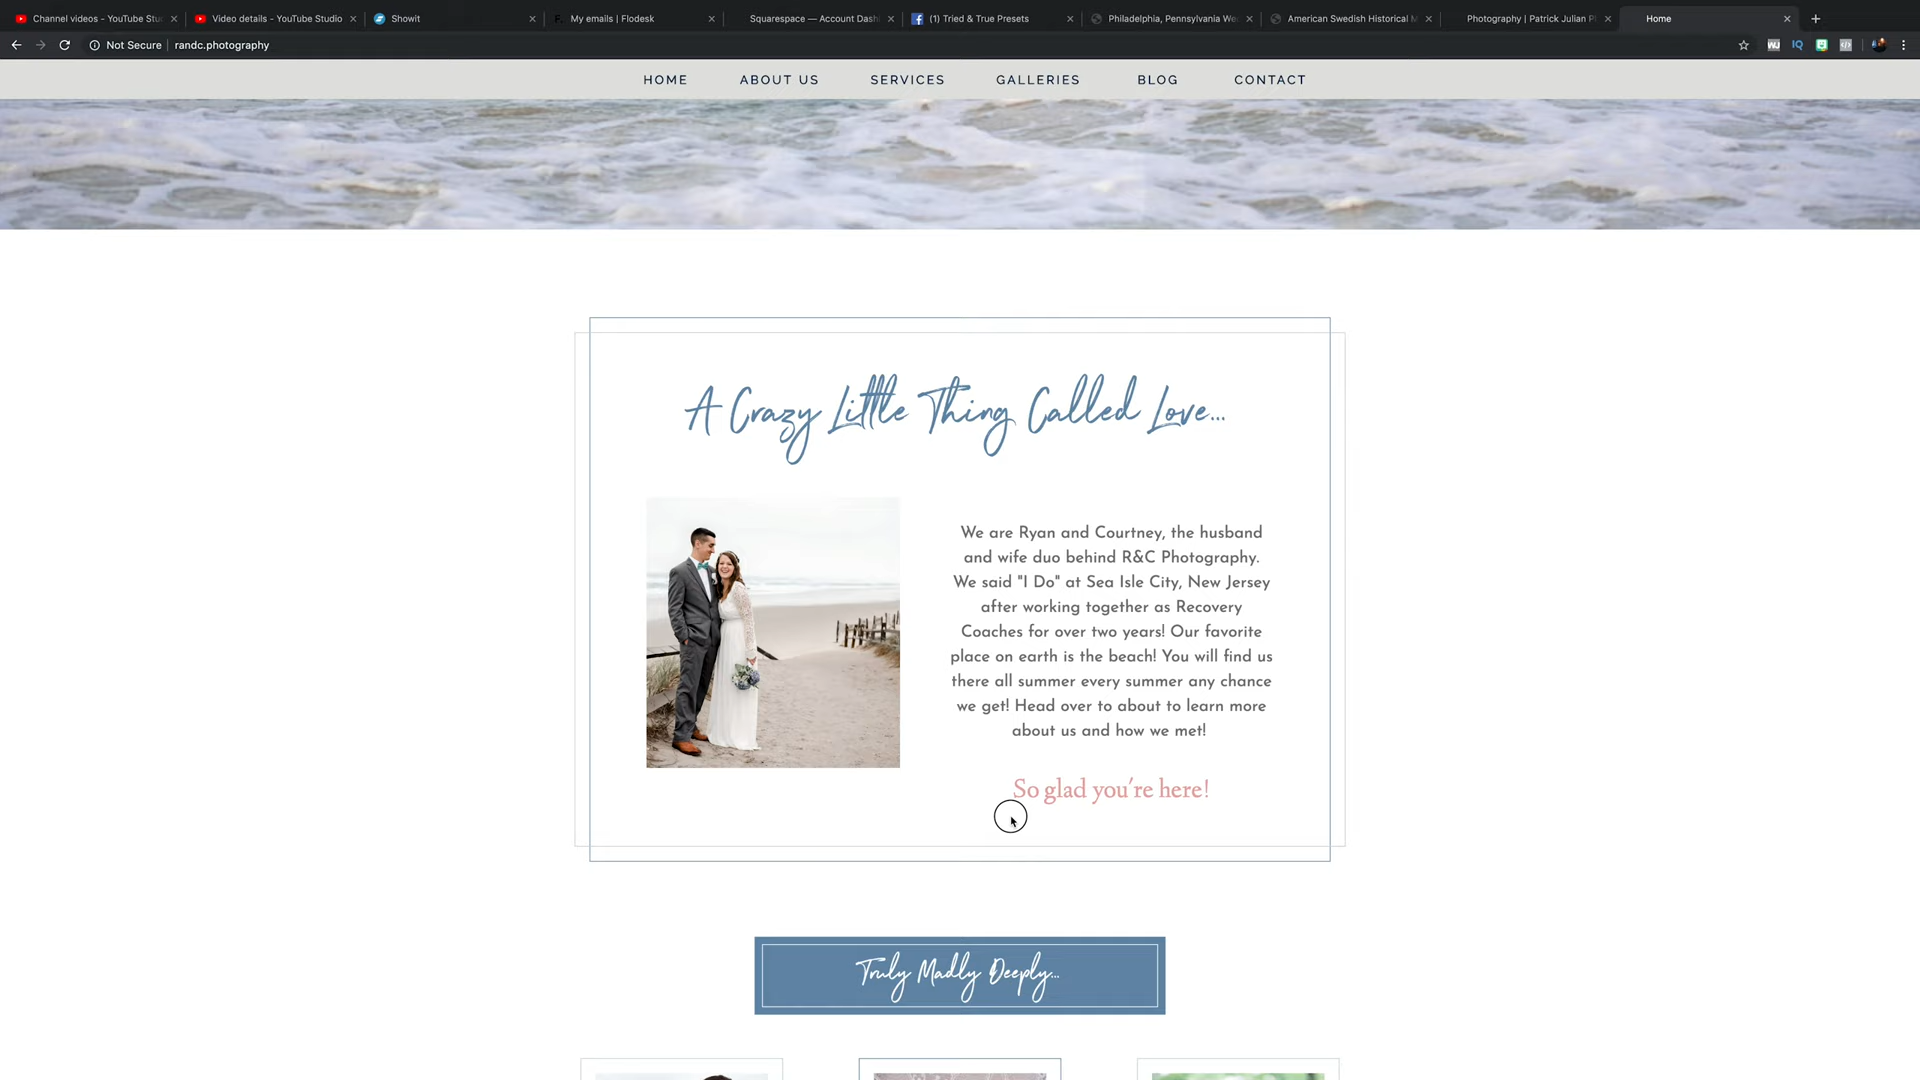 Channel videos - YouTube Stu
Video details - YouTube Studio
Showit
F. My emails | Flodesk
Squarespace — Account Dash
(1) Tried & True Presets
Philadelphia, Pennsylvania We
American Swedish Historical M
Photography | Patrick Julian P
Home
Not Secure | randc.photography
HOME ABOUT US SERVICES GALLERIES BLOG CONTACT
A Crazy Little Thing Called Love...
We are Ryan and Courtney, the husband
and wife duo behind R&C Photography.
We said "I Do" at Sea Isle City, New Jersey
after working together as Recovery
Coaches for over two years! Our favorite
place on earth is the beach! You will find us
there all summer every summer any chance
we get! Head over to about to learn more
about us and how we met!
So glad you're here!
Truly Madly Deeply...